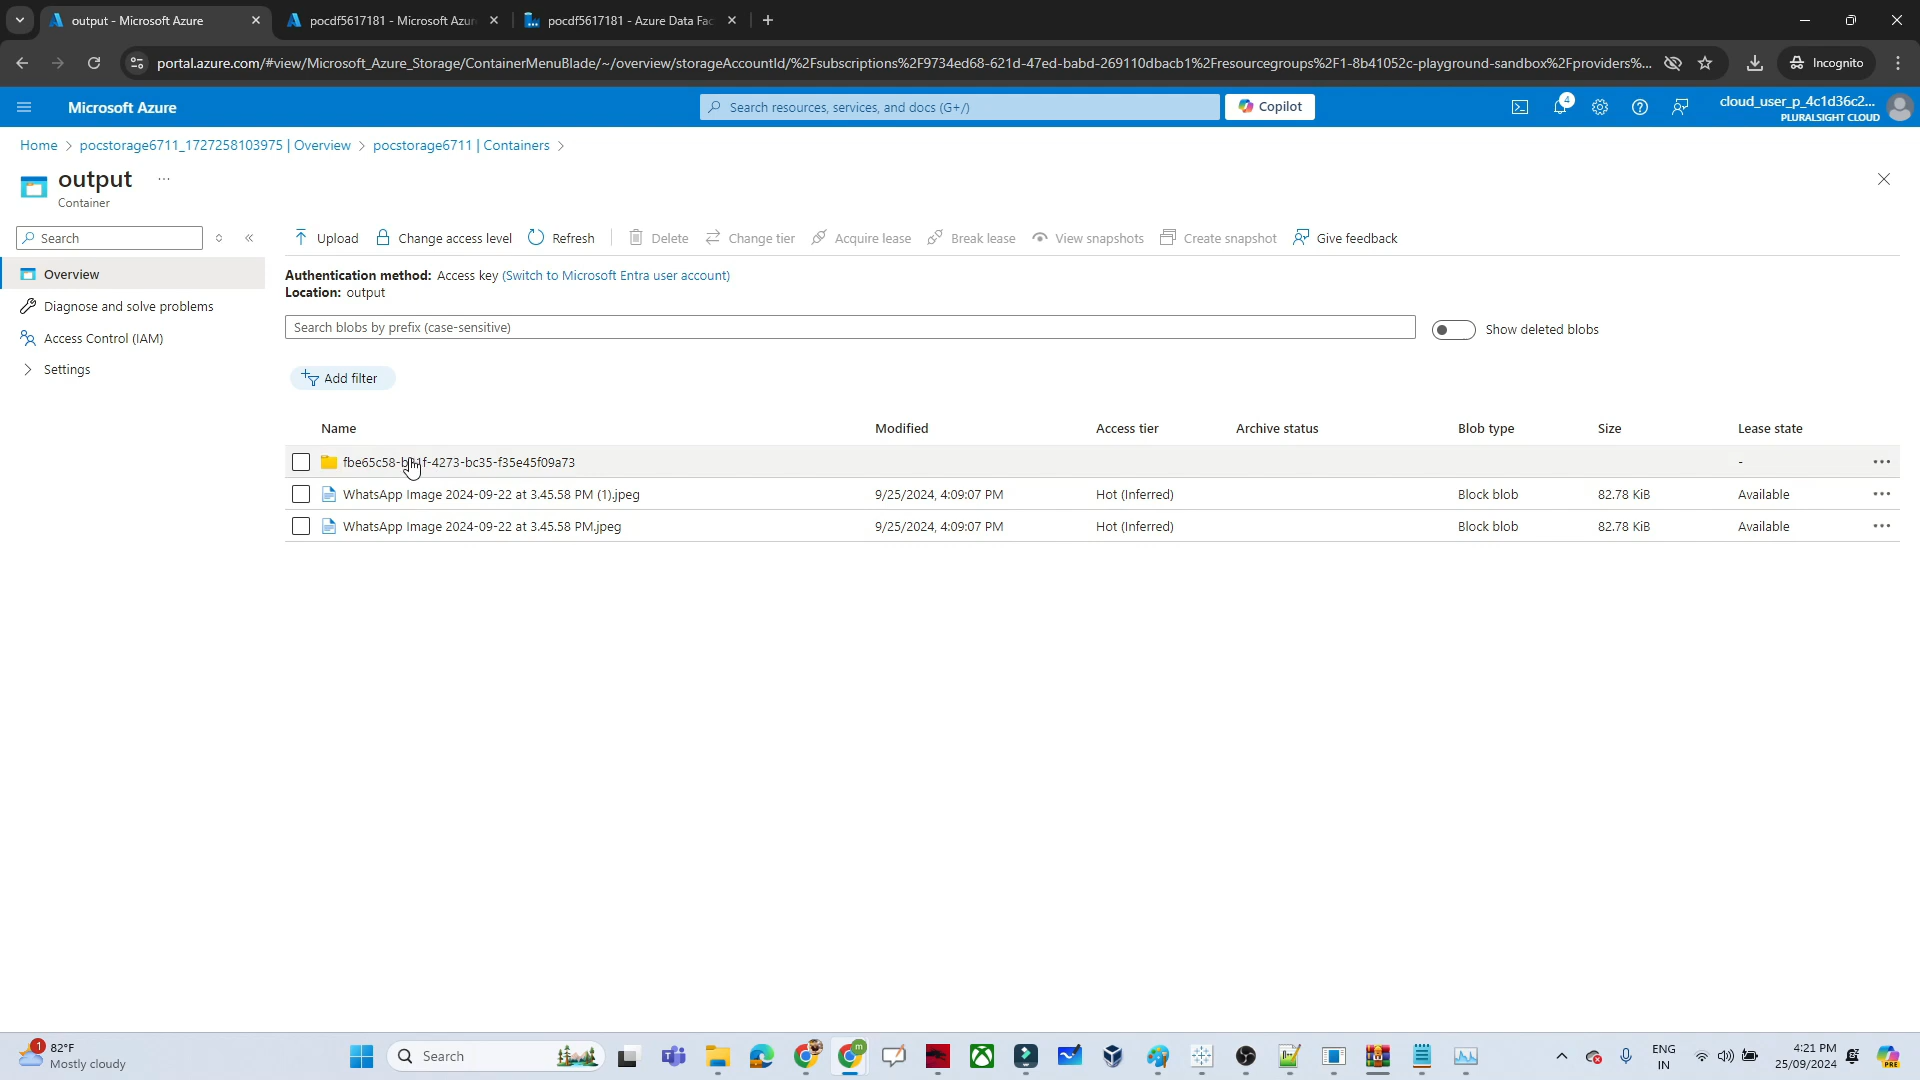 output - Microsoft Azure
pocdf5617181 - Microsoft Azur
pocdf5617181 - Azure Data Fac
portal.azure.com/#view/Microsoft_Azure_Storage/ContainerMenuBlade/~/overview/storageAccountId/%2Fsubscriptions%2F9734ed68-621d-47ed-babd-269110dbacb1%2Fresourcegroups%2F1-8b41052c-playground-sandbox%2Fproviders%...
Incognito
Microsoft Azure
Search resources, services, and docs (G+/)
Copilot
4
cloud_user_p_4c1d36c2...
PLURALSIGHT CLOUD
Home > pocstorage6711_1727258103975 | Overview > pocstorage6711 | Containers >
output ...
Container
Search
Upload
Change access level
Refresh
Delete
Change tier
Acquire lease
Break lease
View snapshots
Create snapshot
Give feedback
Overview
Diagnose and solve problems
Access Control (IAM)
Settings
Authentication method: Access key (Switch to Microsoft Entra user account)
Location: output
Search blobs by prefix (case-sensitive)
Show deleted blobs
Add filter
Name Modified Access tier Archive status Blob type Size Lease state
-
WhatsApp Image 2024-09-22 at 3.45.58 PM (1).jpeg 9/25/2024, 4:09:07 PM Hot (Inferred) Block blob 82.78 KiB Available
WhatsApp Image 2024-09-22 at 3.45.58 PM.jpeg 9/25/2024, 4:09:07 PM Hot (Inferred) Block blob 82.78 KiB Available
1
82°F
Mostly cloudy
Search
m
ENG
IN
4:21 PM
25/09/2024
PRE